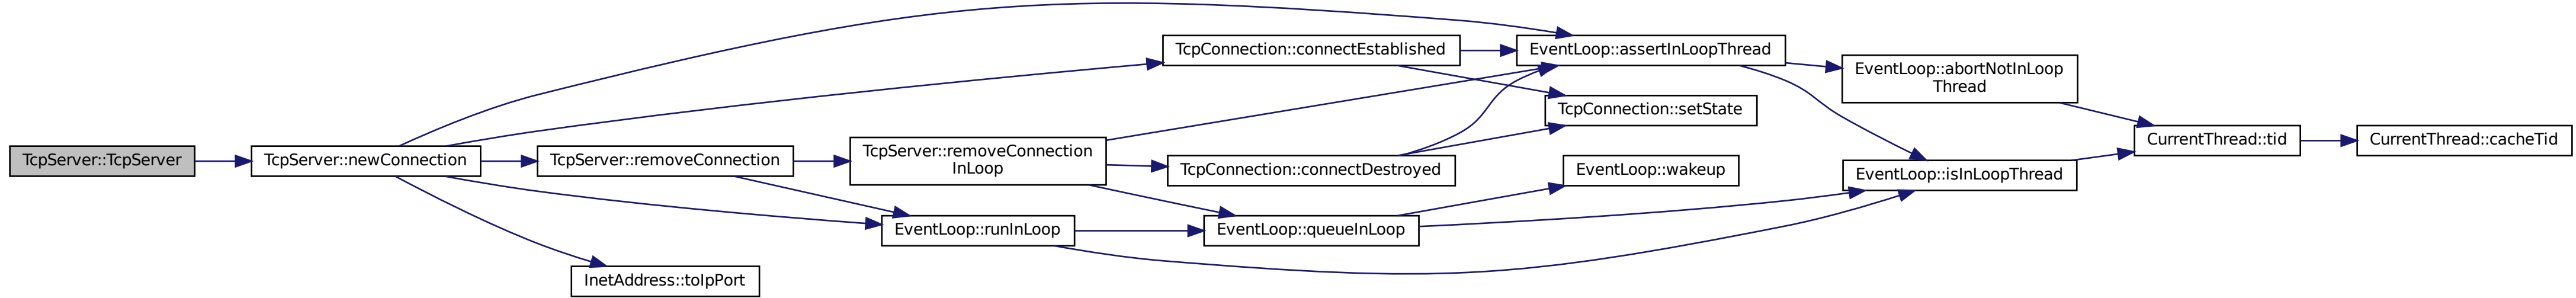 TcpServer::TcpServer
TcpServer::newConnection
TcpServer::removeConnection
InetAddress::toIpPort
TcpServer::removeConnection
InLoop
EventLoop::runInLoop
TcpConnection::connectEstablished
TcpConnection::connectDestroyed
EventLoop::queueInLoop
EventLoop::assertInLoopThread
TcpConnection::setState
EventLoop::wakeup
EventLoop::abortNotInLoop
Thread
EventLoop::isInLoopThread
CurrentThread::tid
CurrentThread::cacheTid